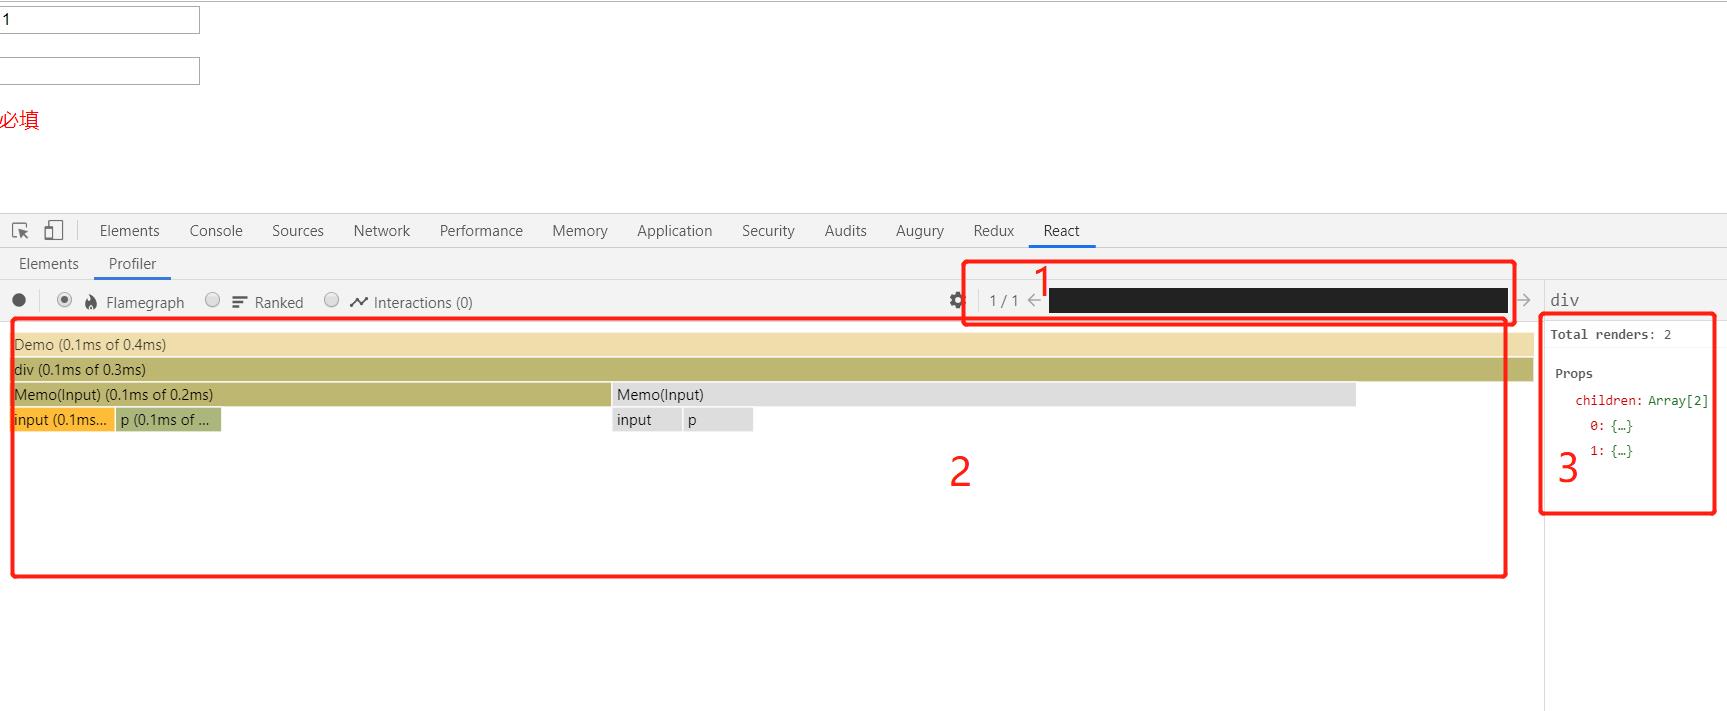 1
必填
Elements Console Sources Network Performance Memory Application Security Audits Augury Redux React
Elements Profiler
Flamegraph Ranked Interactions (0) 1 / 1 div
1
Demo (0.1ms of 0.4ms)
Total renders: 2
div (0.1ms of 0.3ms)
Props
Memo(Input) (0.1ms of 0.2ms) Memo(Input)
children: Array[2]
input (0.1ms... p (0.1ms of ... input p
0: {…}
1: {…}
2
3